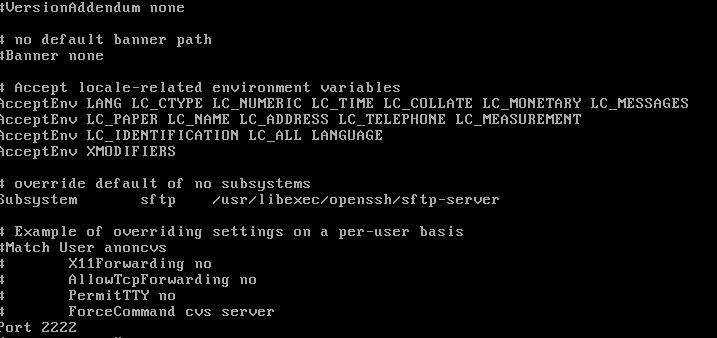 #VersionAddendum none
# no default banner path
#Banner none
# Accept locale-related environment variables
AcceptEnv LANG LC_CTYPE LC_NUMERIC LC_TIME LC_COLLATE LC_MONETARY LC_MESSAGES
AcceptEnv LC_PAPER LC_NAME LC_ADDRESS LC_TELEPHONE LC_MEASUREMENT
AcceptEnv LC_IDENTIFICATION LC_ALL LANGUAGE
AcceptEnv XMODIFIERS
# override default of no subsystems
Subsystem       sftp    /usr/libexec/openssh/sftp-server
# Example of overriding settings on a per-user basis
#Match User anoncvs
#       X11Forwarding no
#       AllowTcpForwarding no
#       PermitTTY no
#       ForceCommand cvs server
Port 2222